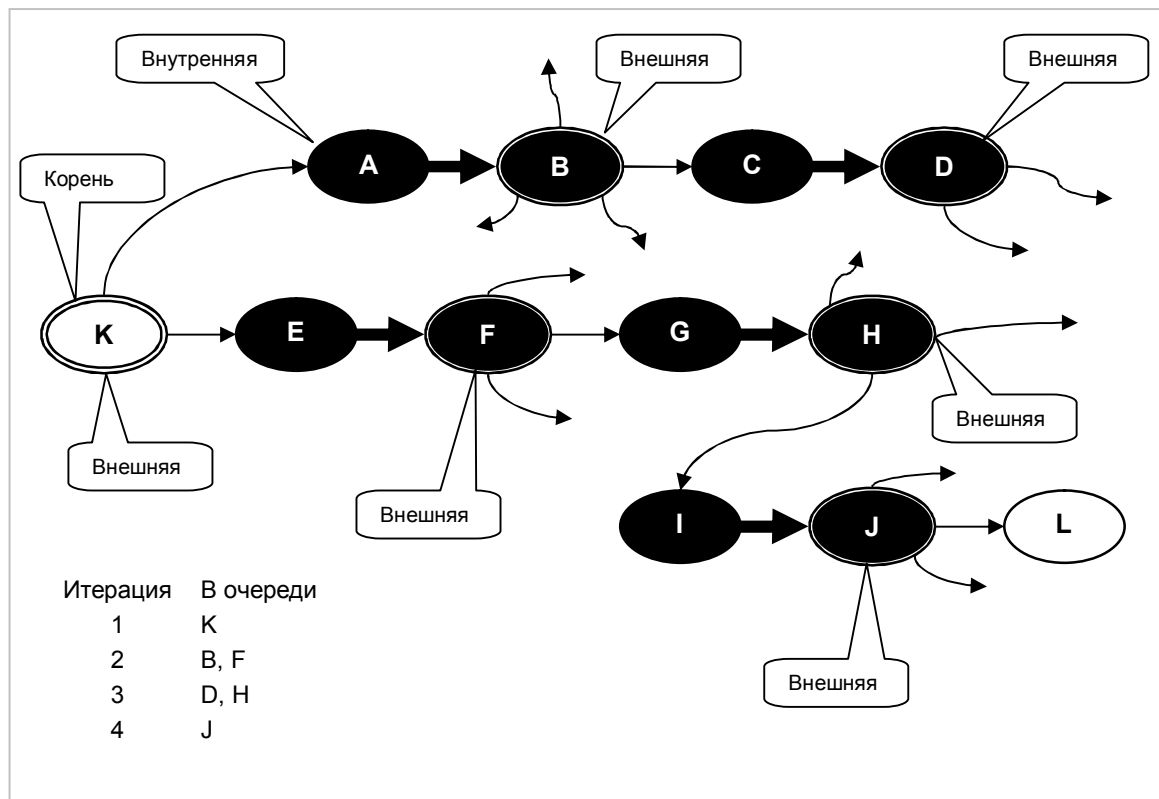 Внутренняя
Внешняя
Внешняя
A
B
C
D
Корень
K
E
F
G
H
Внешняя
Внешняя
Внешняя
I
J
L
Итерация В очереди
1 K
2 B, F
3 D, H
4 J
Внешняя